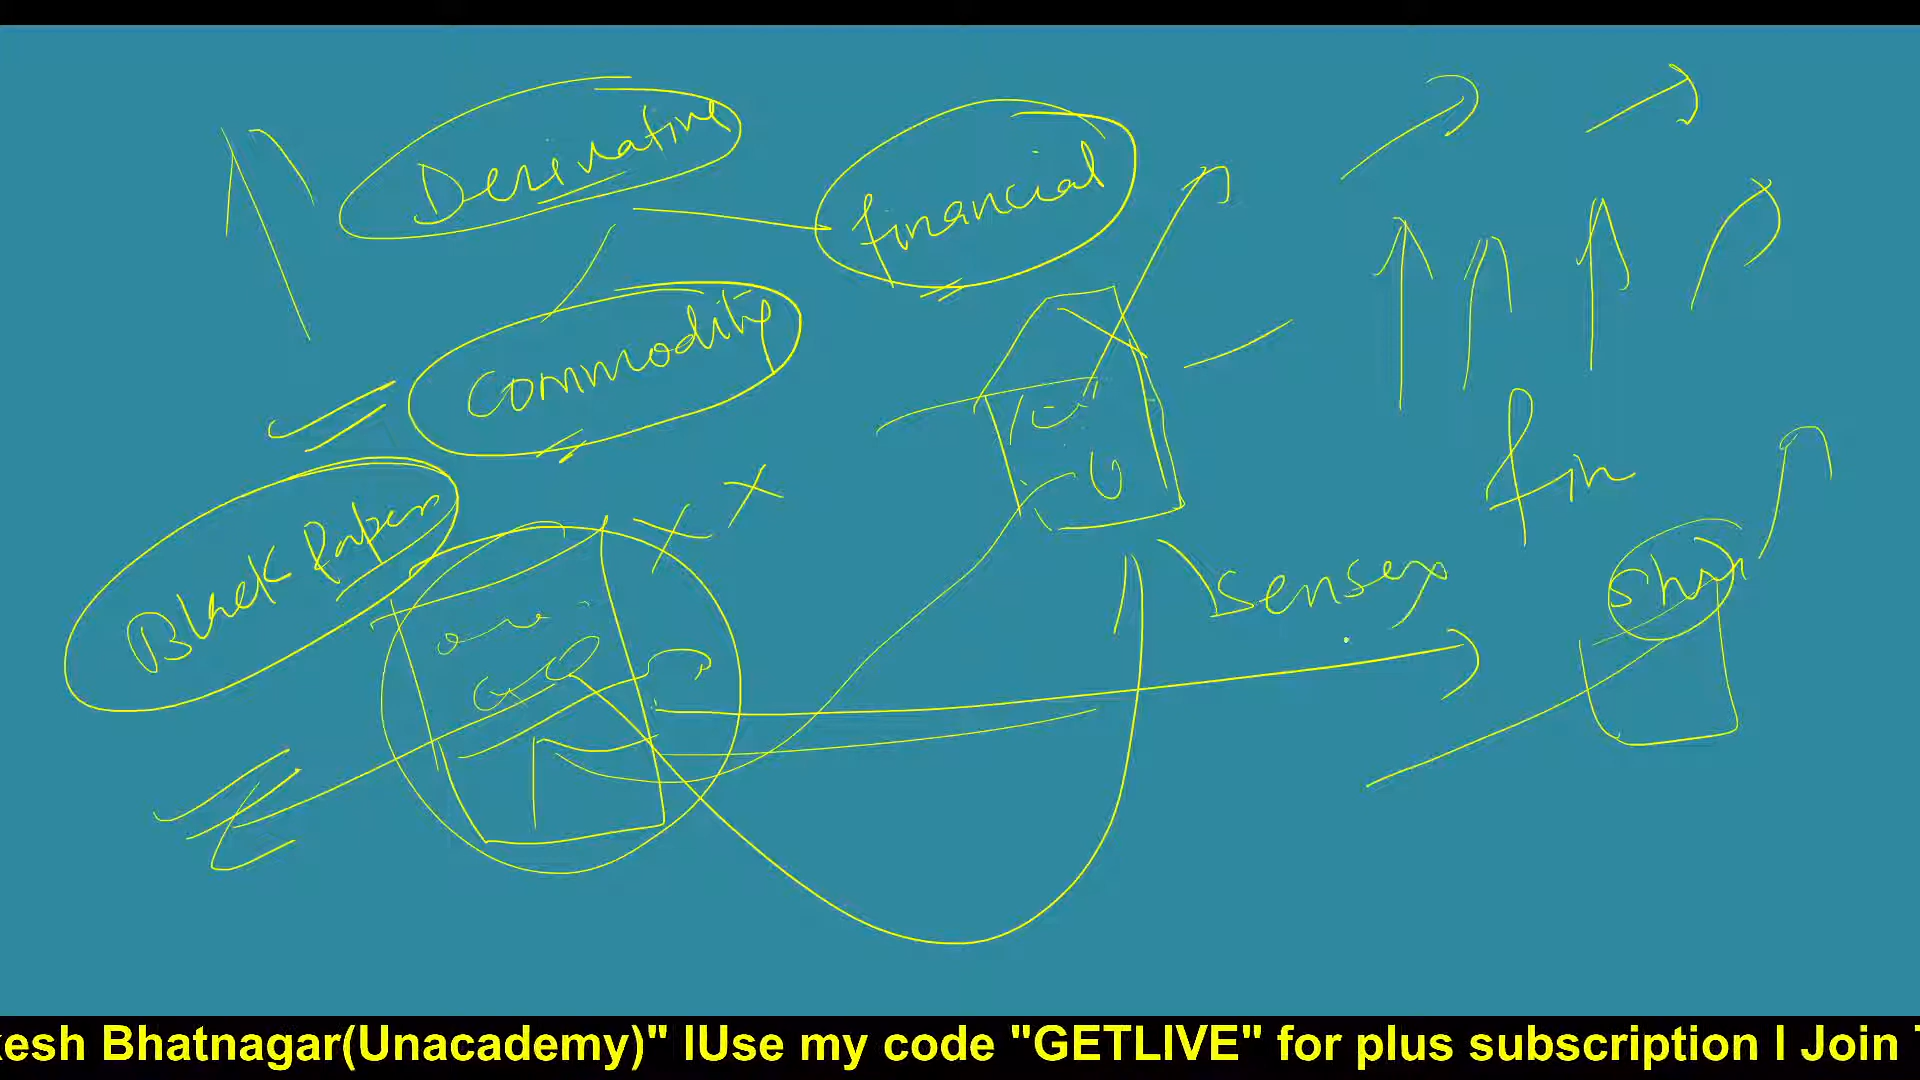 Derivative
financial
Commodity
Black Paper
fin
Sensex
kesh Bhatnagar(Unacademy)" lUse my code "GETLIVE" for plus subscription l Join